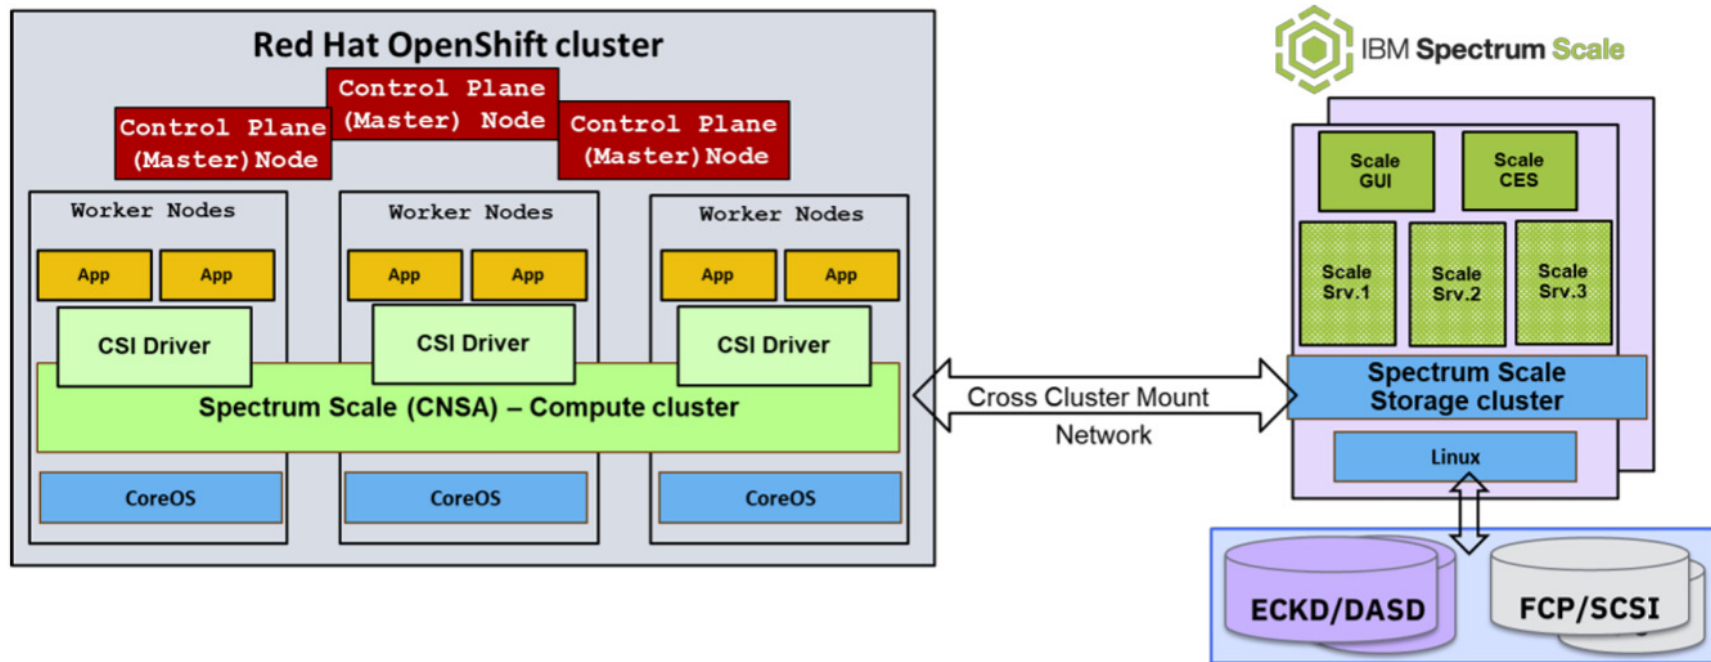 Red Hat OpenShift cluster
Control Plane
(Master) Node
Control Plane
(Master)Node
Control Plane
(Master)Node
Worker Nodes
Worker Nodes
Worker Nodes
App
App
App
App
App
App
CSI Driver
CSI Driver
CSI Driver
Spectrum Scale (CNSA) – Compute cluster
CoreOS
CoreOS
CoreOS
Cross Cluster Mount
Network
IBM Spectrum Scale
Scale
GUI
Scale
CES
Scale
Srv.1
Scale
Srv.2
Scale
Srv.3
Spectrum Scale
Storage cluster
Linux
ECKD/DASD
FCP/SCSI